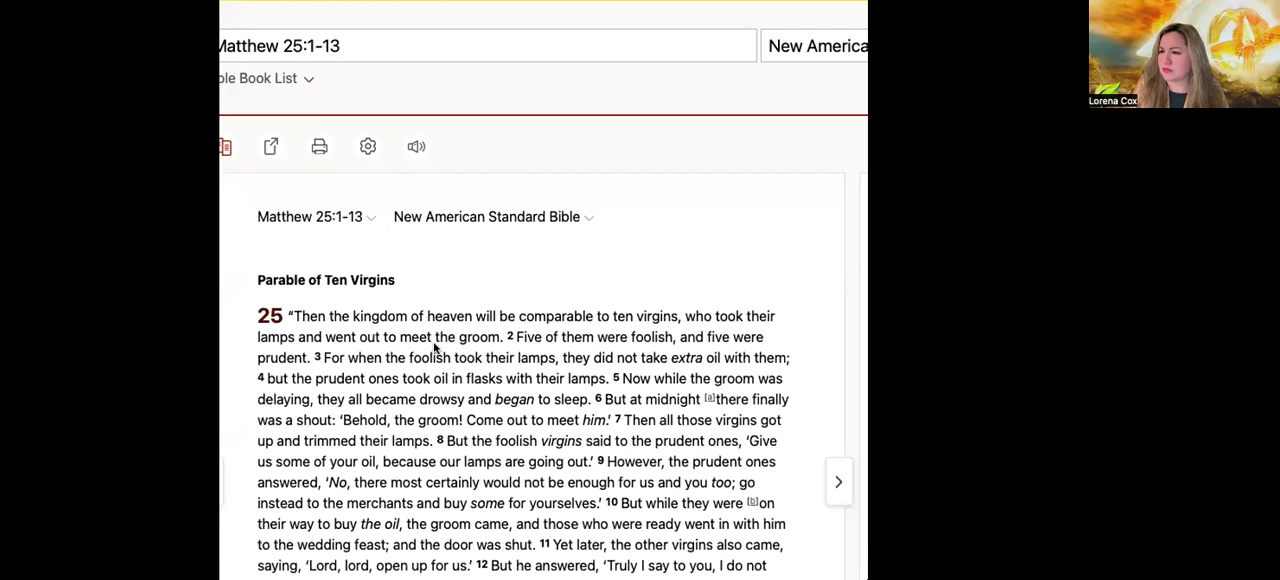 Matthew 25:1-13
New America
ble Book List
Lorena Cox
Matthew 25:1-13 New American Standard Bible
Parable of Ten Virgins
25 “Then the kingdom of heaven will be comparable to ten virgins, who took their
lamps and went out to meet the groom. 2 Five of them were foolish, and five were
prudent. 3 For when the foolish took their lamps, they did not take extra oil with them;
4 but the prudent ones took oil in flasks with their lamps. 5 Now while the groom was
delaying, they all became drowsy and began to sleep. 6 But at midnight [a]there finally
was a shout: ‘Behold, the groom! Come out to meet him.’ 7 Then all those virgins got
up and trimmed their lamps. 8 But the foolish virgins said to the prudent ones, ‘Give
us some of your oil, because our lamps are going out.’ 9 However, the prudent ones
answered, ‘No, there most certainly would not be enough for us and you too; go
instead to the merchants and buy some for yourselves.’ 10 But while they were [b]on
their way to buy the oil, the groom came, and those who were ready went in with him
to the wedding feast; and the door was shut. 11 Yet later, the other virgins also came,
saying, ‘Lord, lord, open up for us.’ 12 But he answered, ‘Truly I say to you, I do not